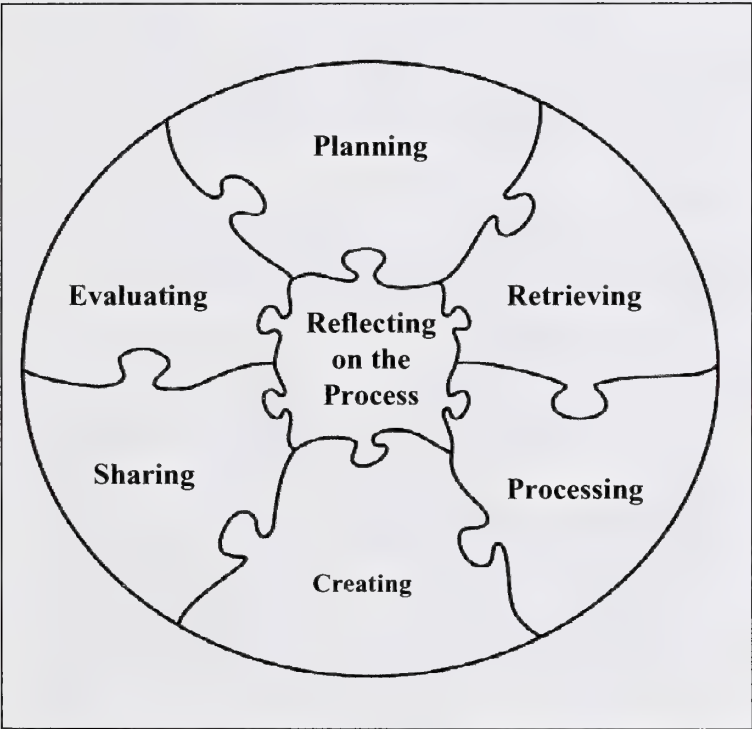 Planning
Retrieving
Processing
Creating
Sharing
Evaluating
Reflecting
on the
Process